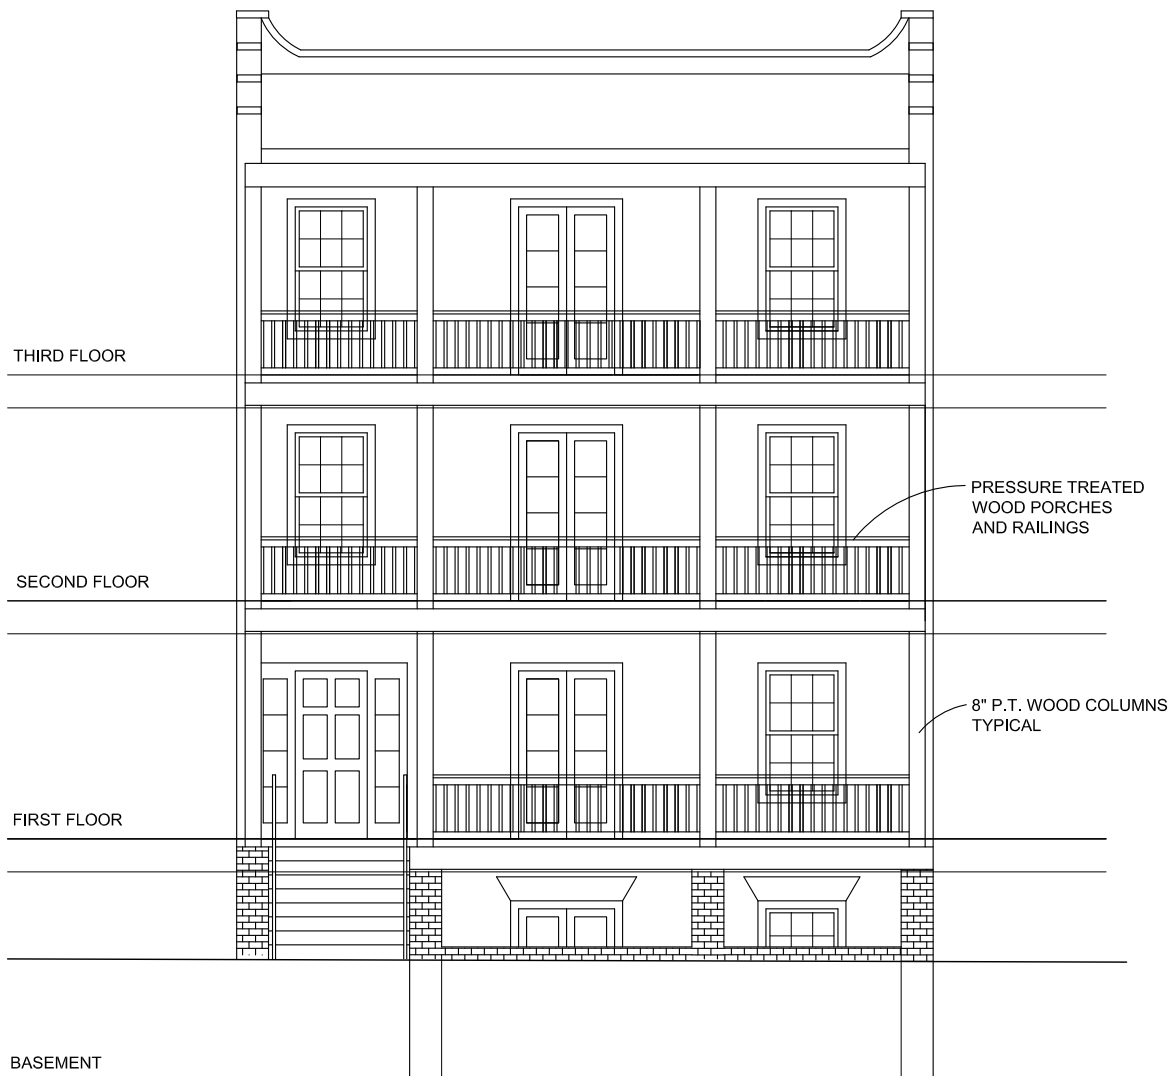 THIRD FLOOR
PRESSURE TREATED
WOOD PORCHES
AND RAILINGS
SECOND FLOOR
8" P.T. WOOD COLUMNS
TYPICAL
FIRST FLOOR
BASEMENT